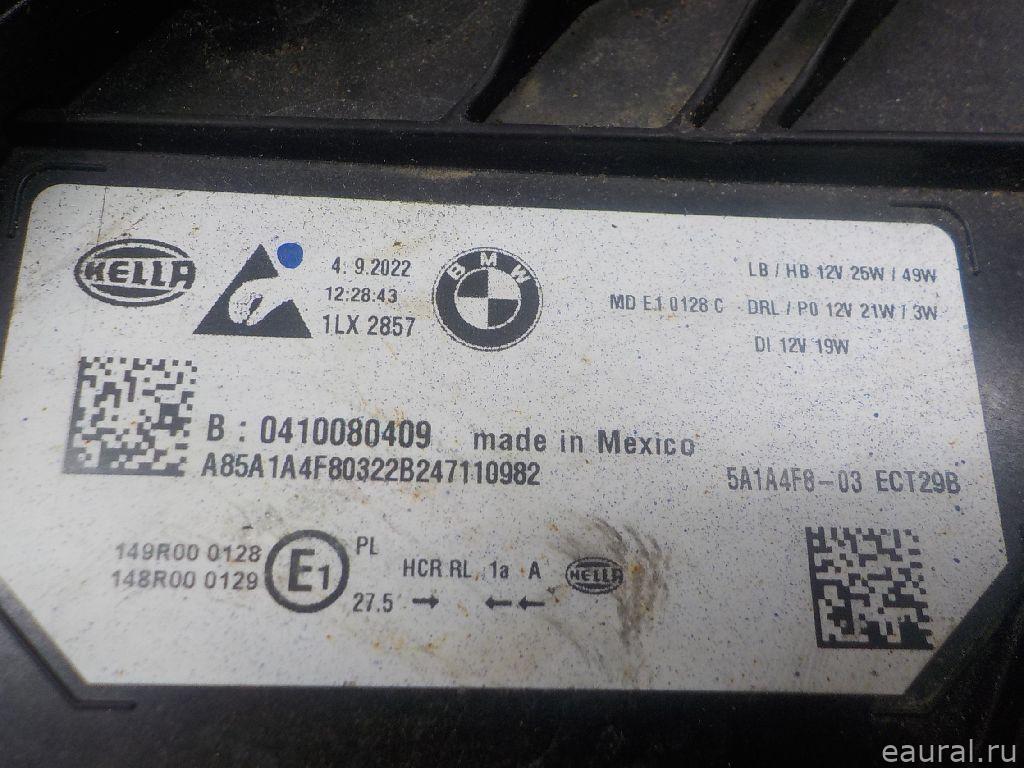 HELLA
4. 9.2022
12:28:43
1LX 2857
BMW
LB / HB 12V 25W / 49W
MD E1 0128 C DRL / PO 12V 21W / 3W
DI 12V 19W
B : 0410080409 made in Mexico
A85A1A4F80322B247110982
5A1A4F8-03 ECT29B
149R00 0128
148R00 0129
E1
PL
27.5 → ←←
HCR RL 1a A
HELLA
eaural.ru